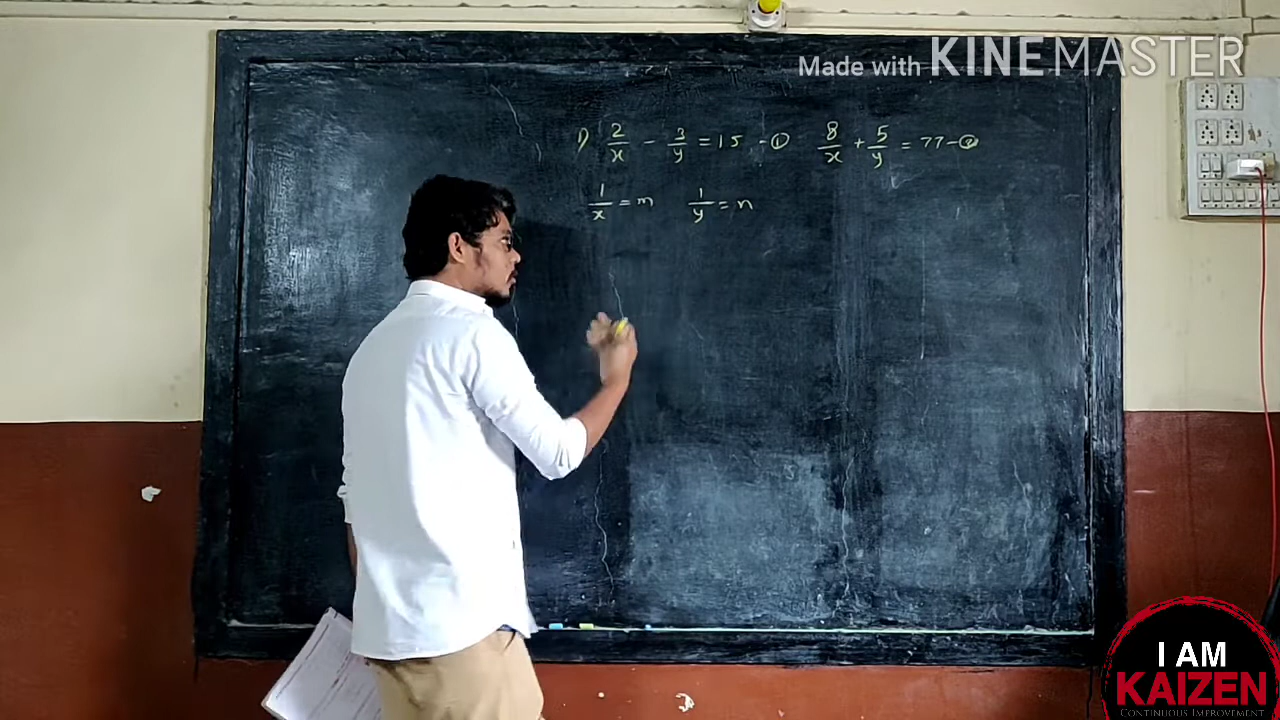 Made with KINEMASTER
1) 2/x - 3/y = 15 -① 8/x + 5/y = 77 -②
1/x = m 1/y = n
I AM
KAIZEN
CONTINUOUS IMPROVEMENT